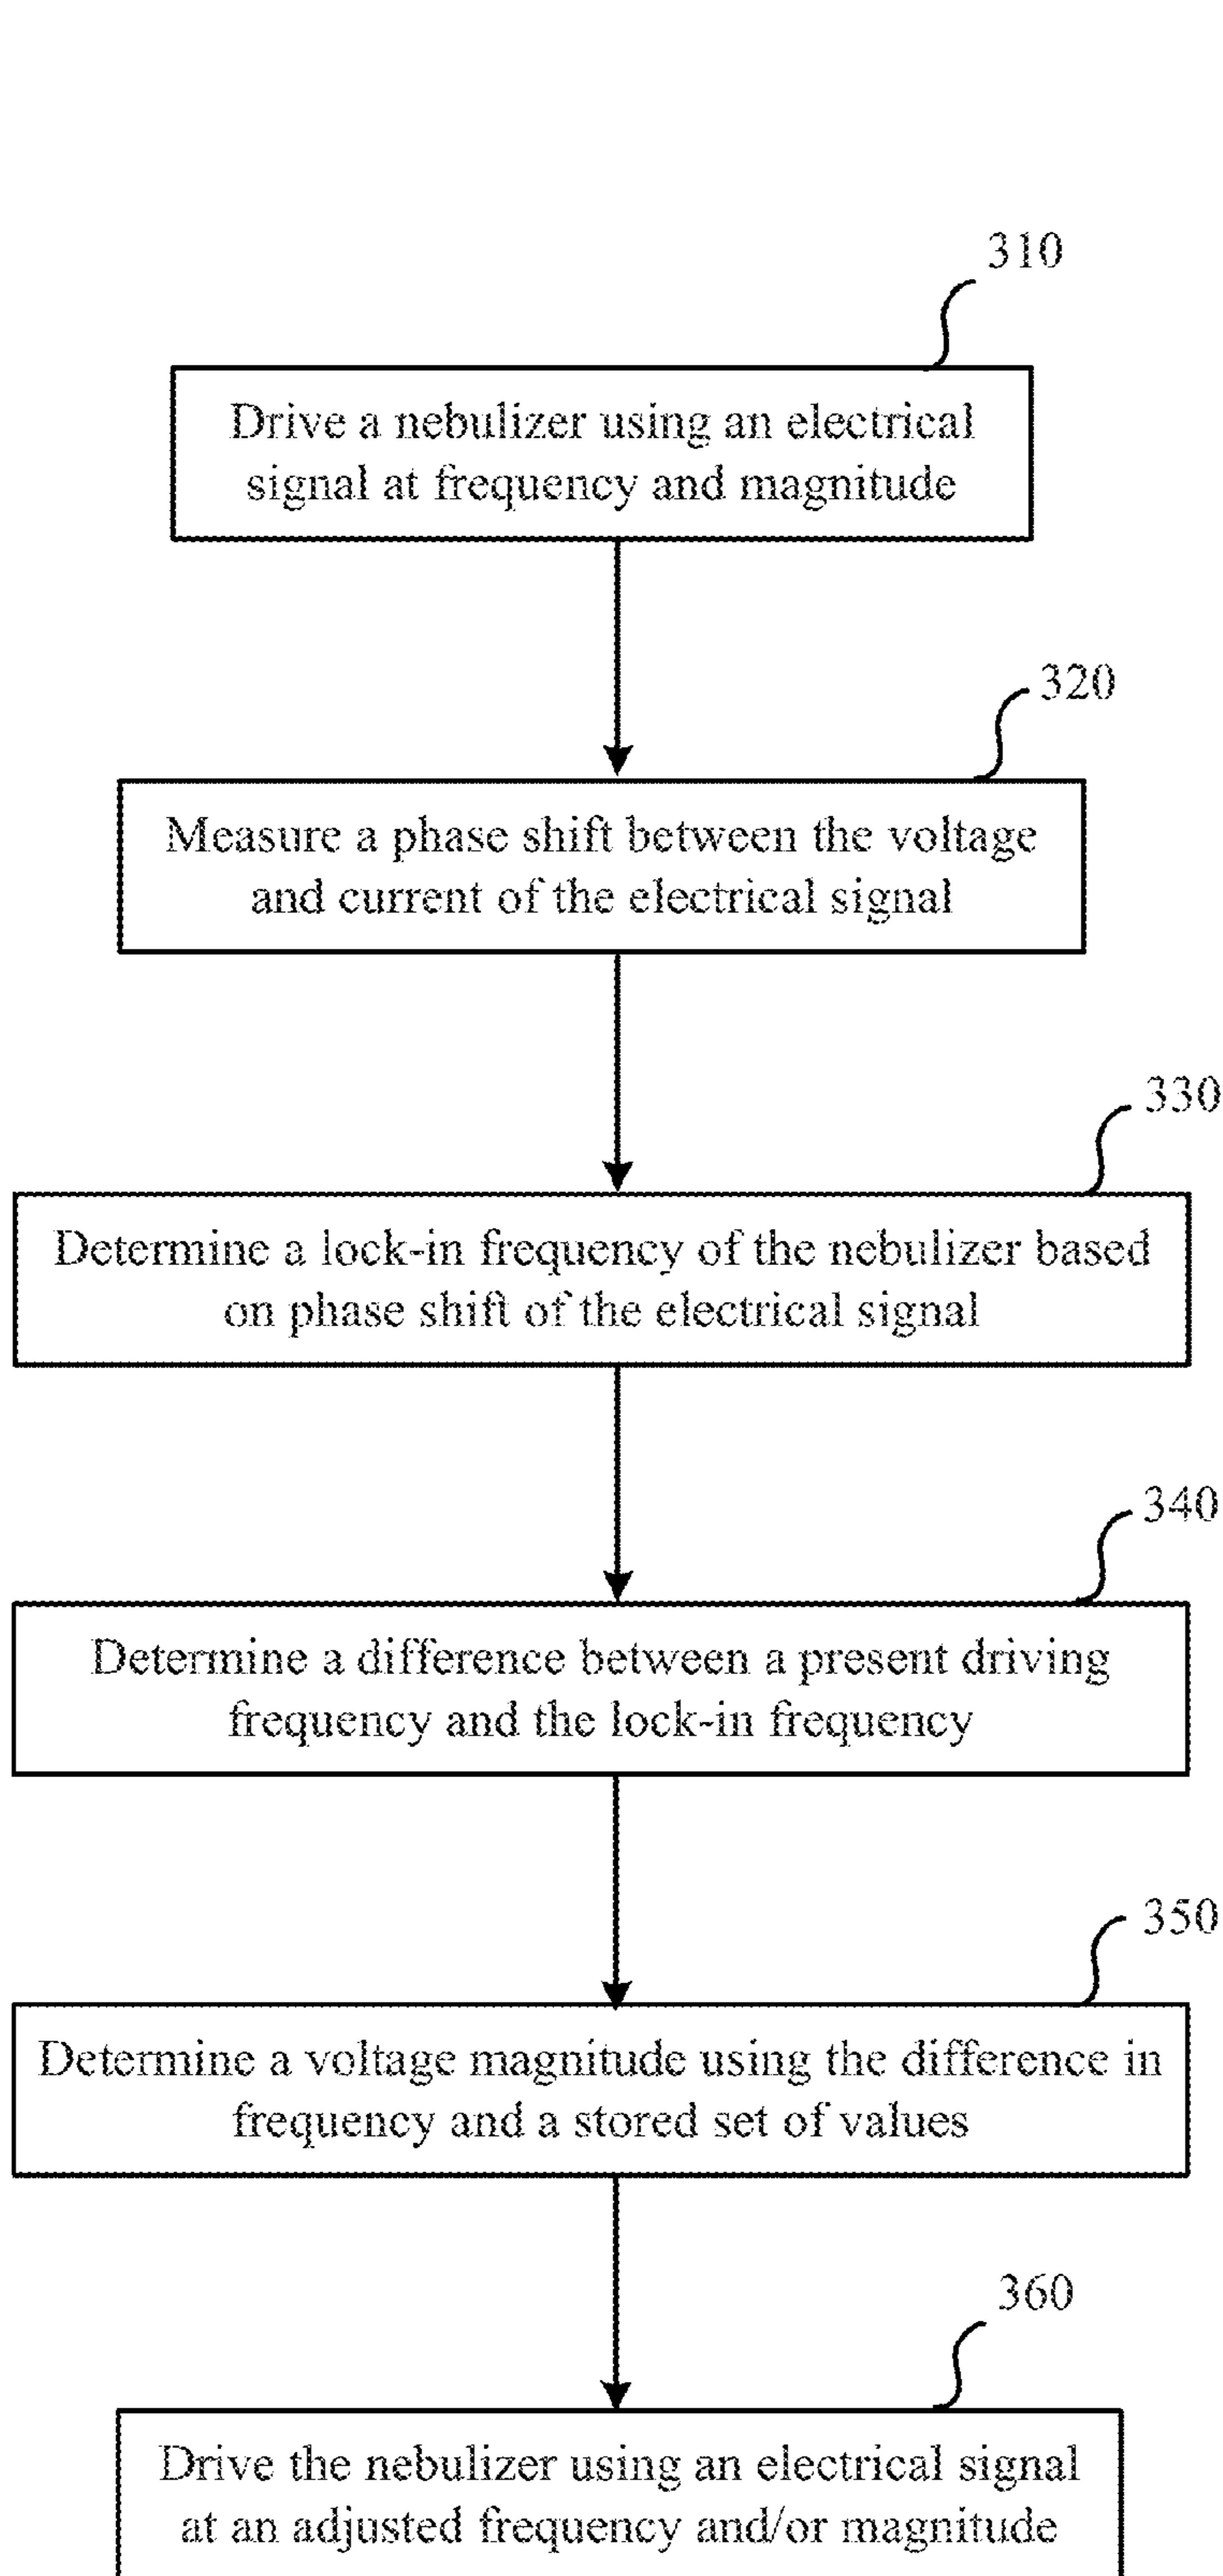 310
Drive a nebulizer using an electrical
signal at frequency and magnitude
320
Measure a phase shift between the voltage
and current of the electrical signal
330
Determine a lock-in frequency of the nebulizer based
on phase shift of the electrical signal
340
Determine a difference between a present driving
frequency and the lock-in frequency
350
Determine a voltage magnitude using the difference in
frequency and a stored set of values
360
Drive the nebulizer using an electrical signal
at an adjusted frequency and/or magnitude